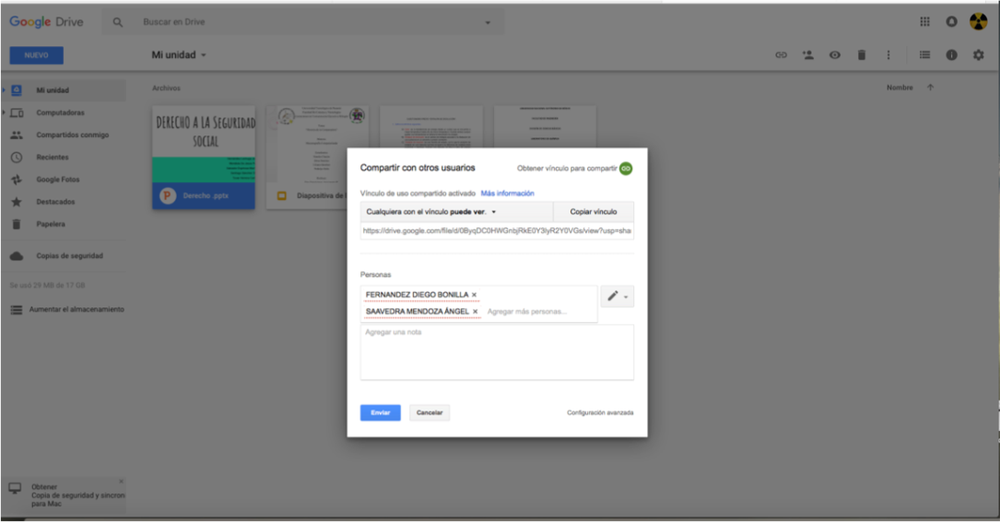 Google Drive
Buscar en Drive
NUEVO
Mi unidad
Mi unidad
Computadoras
Compartidos conmigo
Recientes
Google Fotos
Destacados
Papelera
Copias de seguridad
Se usó 29 MB de 17 GB
Aumentar el almacenamiento
Obtener
Copia de seguridad y sincron
para Mac
Archivos
Nombre
DERECHO A LA SEGURIDAD
SOCIAL
P Derecho .pptx
Diapositiva de
Compartir con otros usuarios
Obtener vínculo para compartir
Vínculo de uso compartido activado Más información
Cualquiera con el vínculo puede ver.
Copiar vínculo
https://drive.google.com/file/d/0ByqDC0HWGnbjRkE0Y3lyR2Y0VGs/view?usp=sha
Personas
FERNANDEZ DIEGO BONILLA ×
SAAVEDRA MENDOZA ÁNGEL × Agregar más personas...
Agregar una nota
Enviar
Cancelar
Configuración avanzada